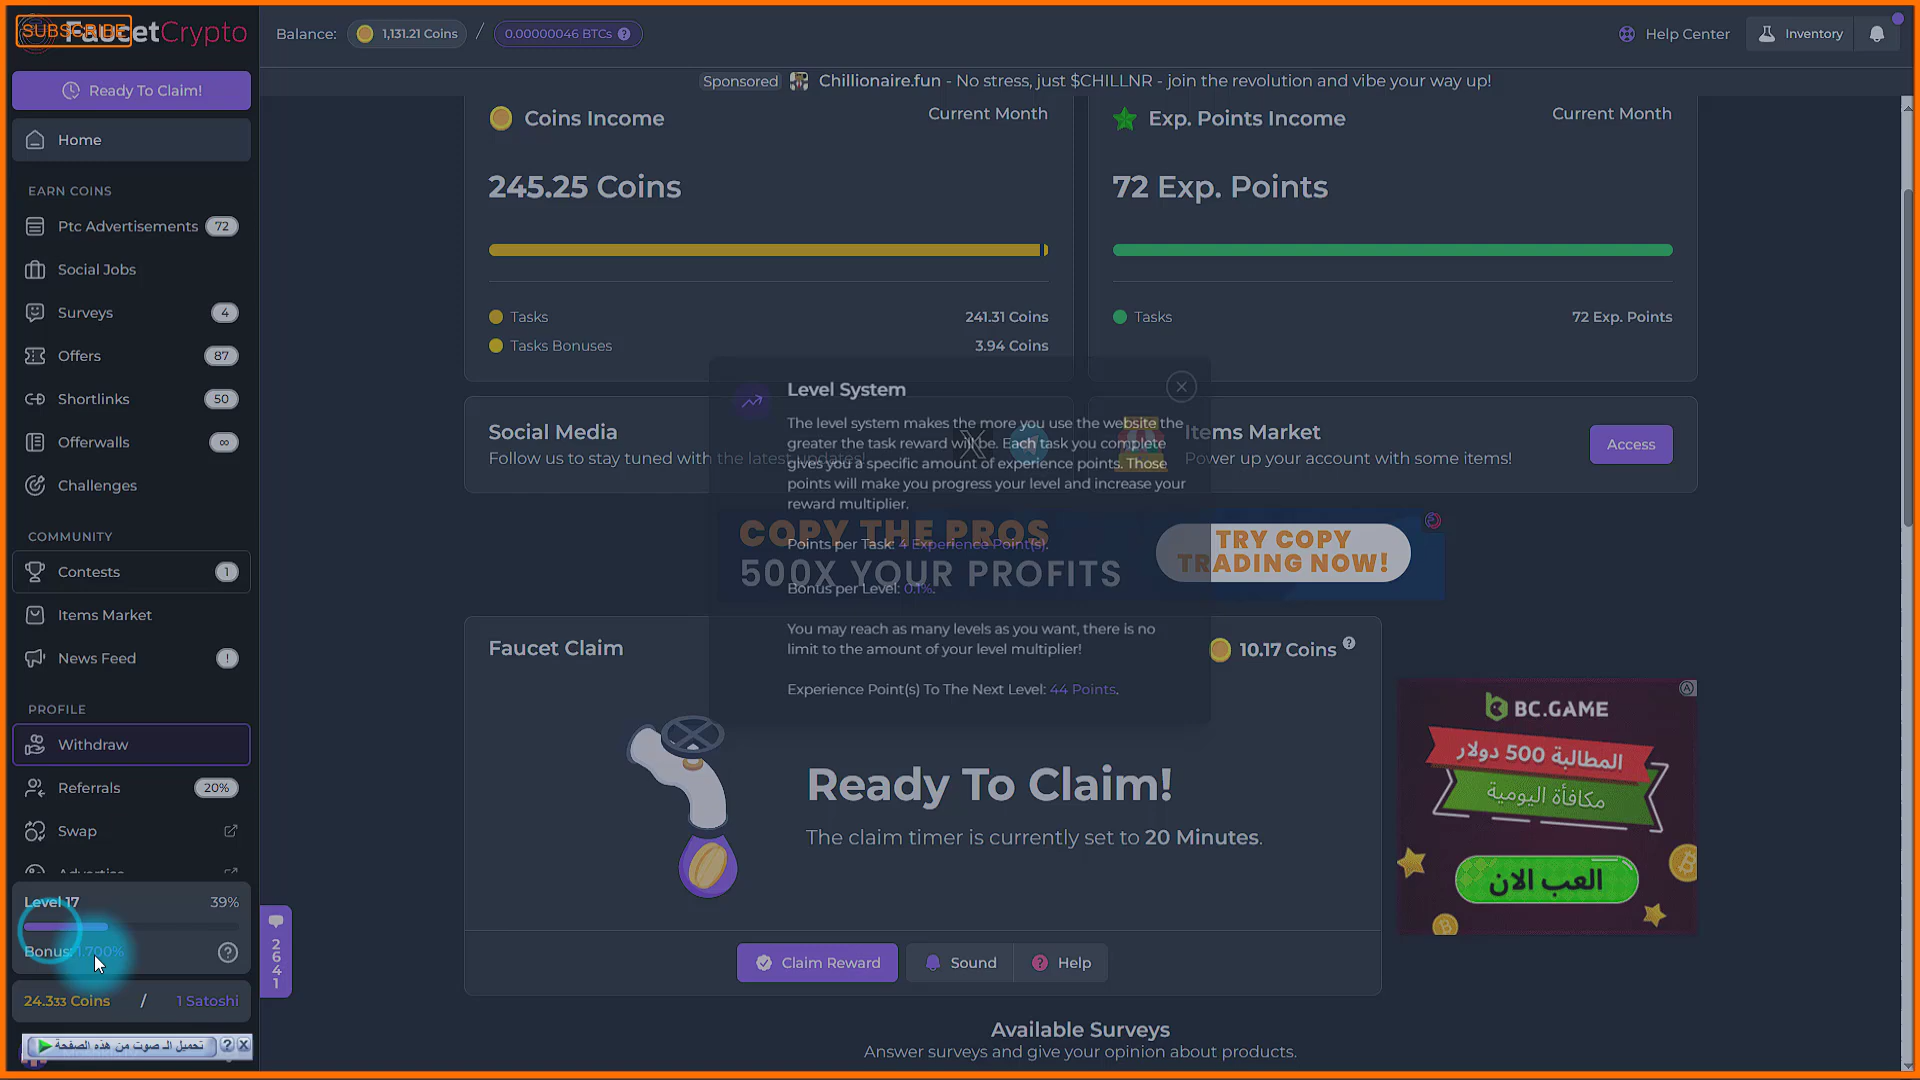 SUBSCRIBE
FaucetCrypto
Balance:
1,131.21 Coins
/
0.00000046 BTCs
Help Center
Inventory
Sponsored
Chillionaire.fun - No stress, just $CHILLNR - join the revolution and vibe your way up!
Ready To Claim!
Home
EARN COINS
Ptc Advertisements 72
Social Jobs
Surveys 4
Offers 87
Shortlinks 50
Offerwalls ∞
Challenges
COMMUNITY
Contests 1
Items Market
News Feed !
PROFILE
Withdraw
Referrals 20%
Swap
Level 17 39%
Bonus: 1.700%
24.333 Coins / 1 Satoshi
تحميل الـ صوت من هذه الصفحة
2641
Coins Income
Current Month
245.25 Coins
Tasks 241.31 Coins
Tasks Bonuses 3.94 Coins
Exp. Points Income
Current Month
72 Exp. Points
Tasks 72 Exp. Points
Social Media
Follow us to stay tuned with the latest updates!
Items Market
Power up your account with some items!
Access
Level System
The level system makes the more you use the website the
greater the task reward will be. Each task you complete
gives you a specific amount of experience points. Those
points will make you progress your level and increase your
reward multiplier.
Points per Task: 4 Experience Point(s).
Bonus per Level: 0.1%.
You may reach as many levels as you want, there is no
limit to the amount of your level multiplier!
Experience Point(s) To The Next Level: 44 Points.
COPY THE PROS
500X YOUR PROFITS
TRY COPY
TRADING NOW!
Faucet Claim
10.17 Coins
Ready To Claim!
The claim timer is currently set to 20 Minutes.
Claim Reward
Sound
Help
BC.GAME
المطالبة 500 دولار
مكافأة اليومية
العب الان
Available Surveys
Answer surveys and give your opinion about products.